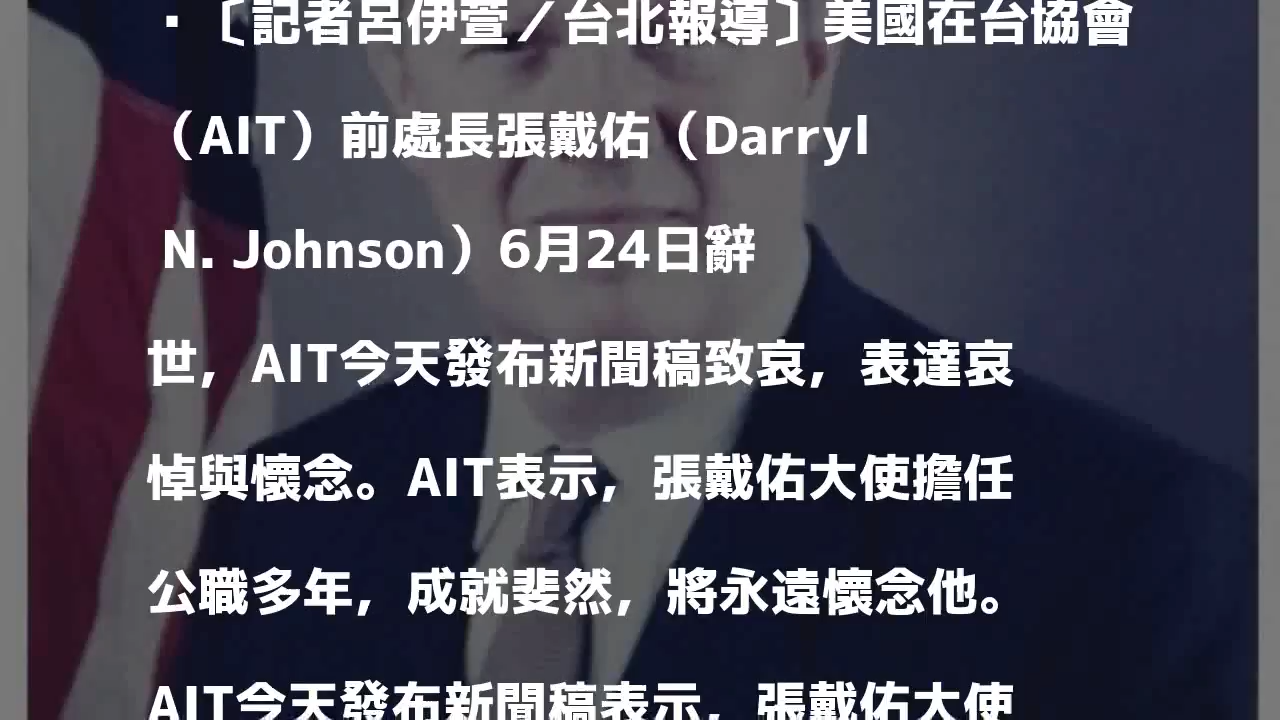 ·〔記者呂伊萱／台北報導〕美國在台協會
（AIT）前處長張戴佑（Darryl
N. Johnson）6月24日辭
世，AIT今天發布新聞稿致哀，表達哀
悼與懷念。AIT表示，張戴佑大使擔任
公職多年，成就斐然，將永遠懷念他。
AIT今天發布新聞稿表示，張戴佑大使